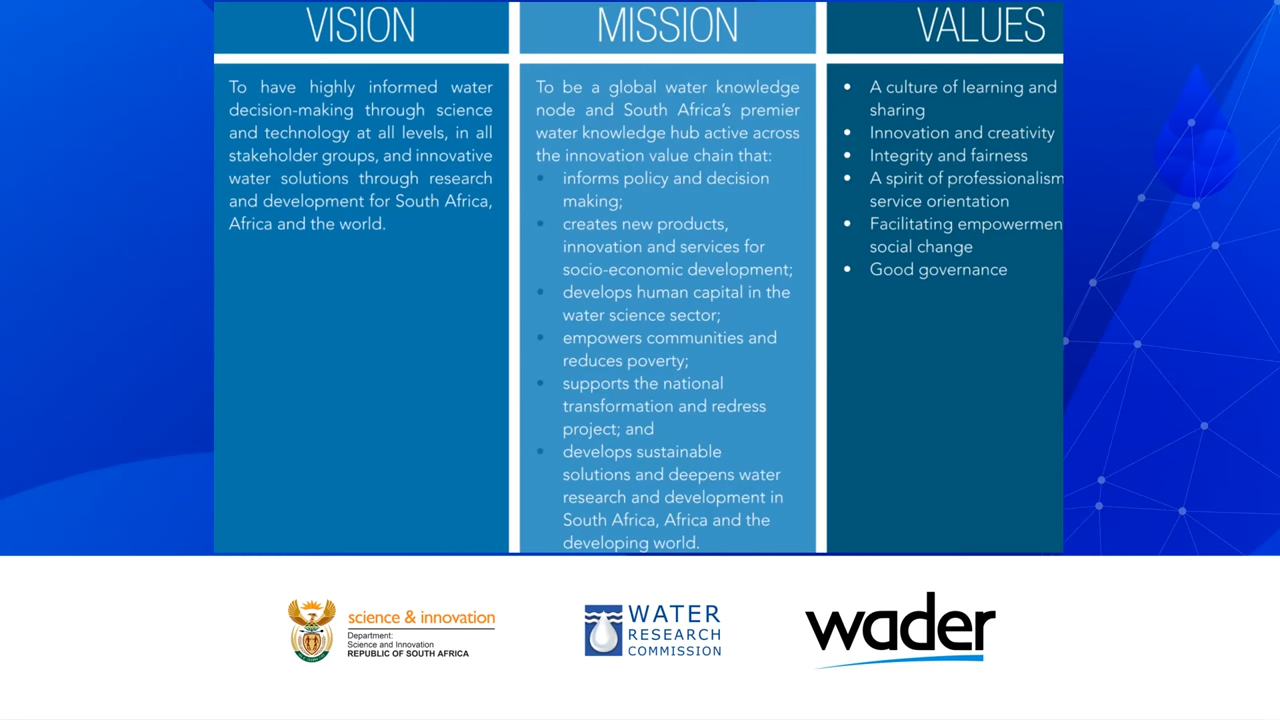 VISION
To have highly informed water
decision-making through science
and technology at all levels, in all
stakeholder groups, and innovative
water solutions through research
and development for South Africa,
Africa and the world.
MISSION
To be a global water knowledge
node and South Africa's premier
water knowledge hub active across
the innovation value chain that:
• informs policy and decision
making;
• creates new products,
innovation and services for
socio-economic development;
• develops human capital in the
water science sector;
• empowers communities and
reduces poverty;
• supports the national
transformation and redress
project; and
• develops sustainable
solutions and deepens water
research and development in
South Africa, Africa and the
developing world.
VALUES
• A culture of learning and
sharing
• Innovation and creativity
• Integrity and fairness
• A spirit of professionalism
service orientation
• Facilitating empowermen
social change
• Good governance
science & innovation
Department:
Science and Innovation
REPUBLIC OF SOUTH AFRICA
WATER
RESEARCH
COMMISSION
wader